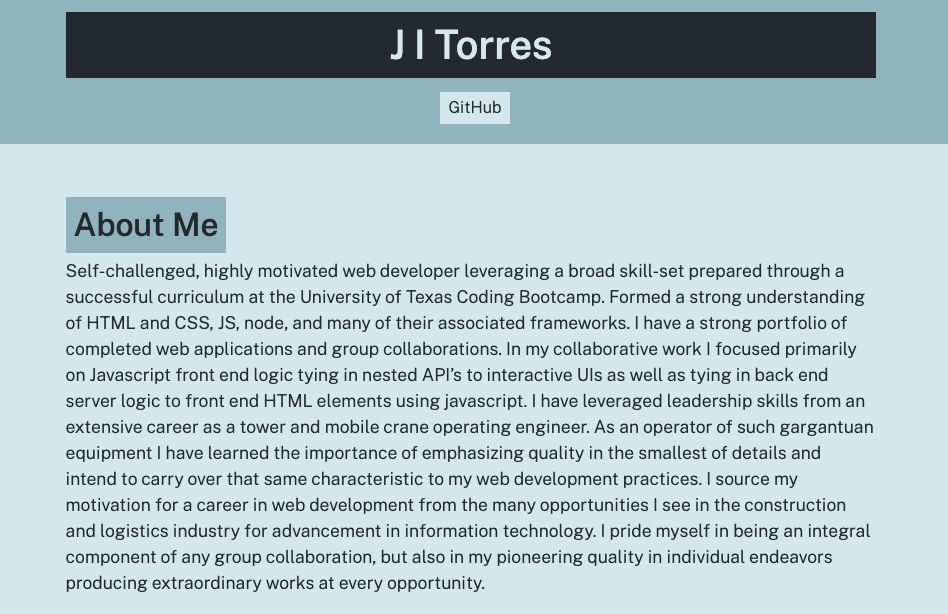 J I Torres
GitHub
About Me
Self-challenged, highly motivated web developer leveraging a broad skill-set prepared through a
successful curriculum at the University of Texas Coding Bootcamp. Formed a strong understanding
of HTML and CSS, JS, node, and many of their associated frameworks. I have a strong portfolio of
completed web applications and group collaborations. In my collaborative work I focused primarily
on Javascript front end logic tying in nested API’s to interactive UIs as well as tying in back end
server logic to front end HTML elements using javascript. I have leveraged leadership skills from an
extensive career as a tower and mobile crane operating engineer. As an operator of such gargantuan
equipment I have learned the importance of emphasizing quality in the smallest of details and
intend to carry over that same characteristic to my web development practices. I source my
motivation for a career in web development from the many opportunities I see in the construction
and logistics industry for advancement in information technology. I pride myself in being an integral
component of any group collaboration, but also in my pioneering quality in individual endeavors
producing extraordinary works at every opportunity.